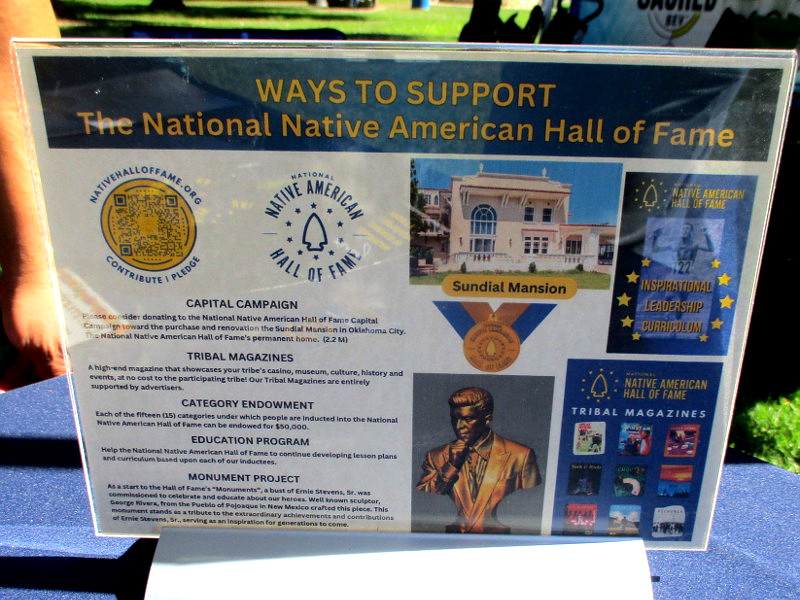 SACRED
BEV
WAYS TO SUPPORT
The National Native American Hall of Fame
NATIVEHALLOFFAME.ORG
CONTRIBUTE | PLEDGE
NATIONAL
NATIVE AMERICAN
HALL OF FAME
Sundial Mansion
NATIVE AMERICAN
HALL OF FAME
INSPIRATIONAL
LEADERSHIP
CURRICULUM
CAPITAL CAMPAIGN
Please consider donating to the National Native American Hall of Fame Capital
Campaign toward the purchase and renovation the Sundial Mansion in Oklahoma City.
The National Native American Hall of Fame's permanent home. (2.2 M)
TRIBAL MAGAZINES
A high-end magazine that showcases your tribe's casino, museum, culture, history and
events, at no cost to the participating tribe! Our Tribal Magazines are entirely
supported by advertisers.
CATEGORY ENDOWMENT
Each of the fifteen (15) categories under which people are inducted into the National
Native American Hall of Fame can be endowed for $50,000.
EDUCATION PROGRAM
Help the National Native American Hall of Fame to continue developing lesson plans
and curriculum based upon each of our inductees.
MONUMENT PROJECT
As a start to the Hall of Fame's "Monuments", a bust of Ernie Stevens, Sr. was
commissioned to celebrate and educate about our heroes. Well known sculptor,
George Rivera, from the Pueblo of Pojoaque in New Mexico crafted this piece. This
monument stands as a tribute to the extraordinary achievements and contributions
of Ernie Stevens, Sr., serving as an inspiration for generations to come.
NATIONAL
NATIVE AMERICAN
HALL OF FAME
TRIBAL MAGAZINES